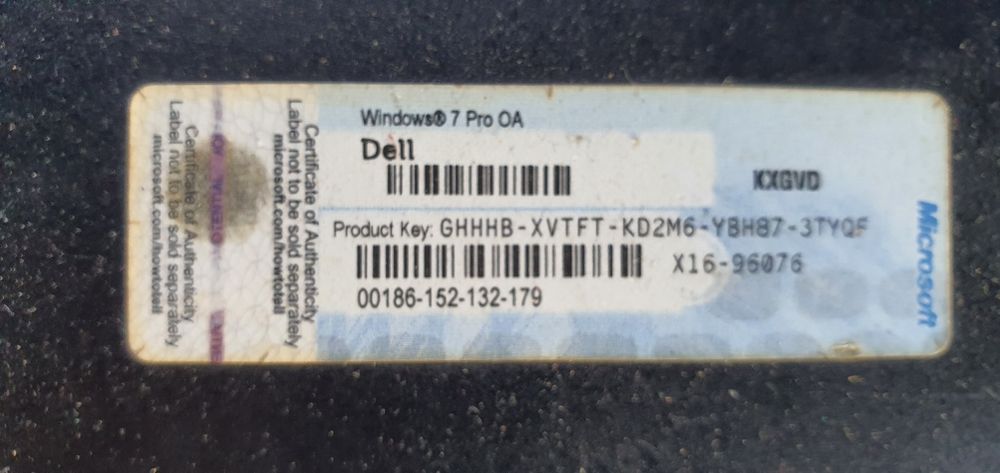 Certificate of Authenticity
Label not to be sold separately
microsoft.com/howtotell
Certificate of Authenticity
Label not to be sold separately
microsoft.com/howtotell
Windows® 7 Pro OA
Dell
KXGVD
Product Key: GHHHB-XVTFT-KD2M6-YBH87-3TYQF
X16-96076
00186-152-132-179
Microsoft